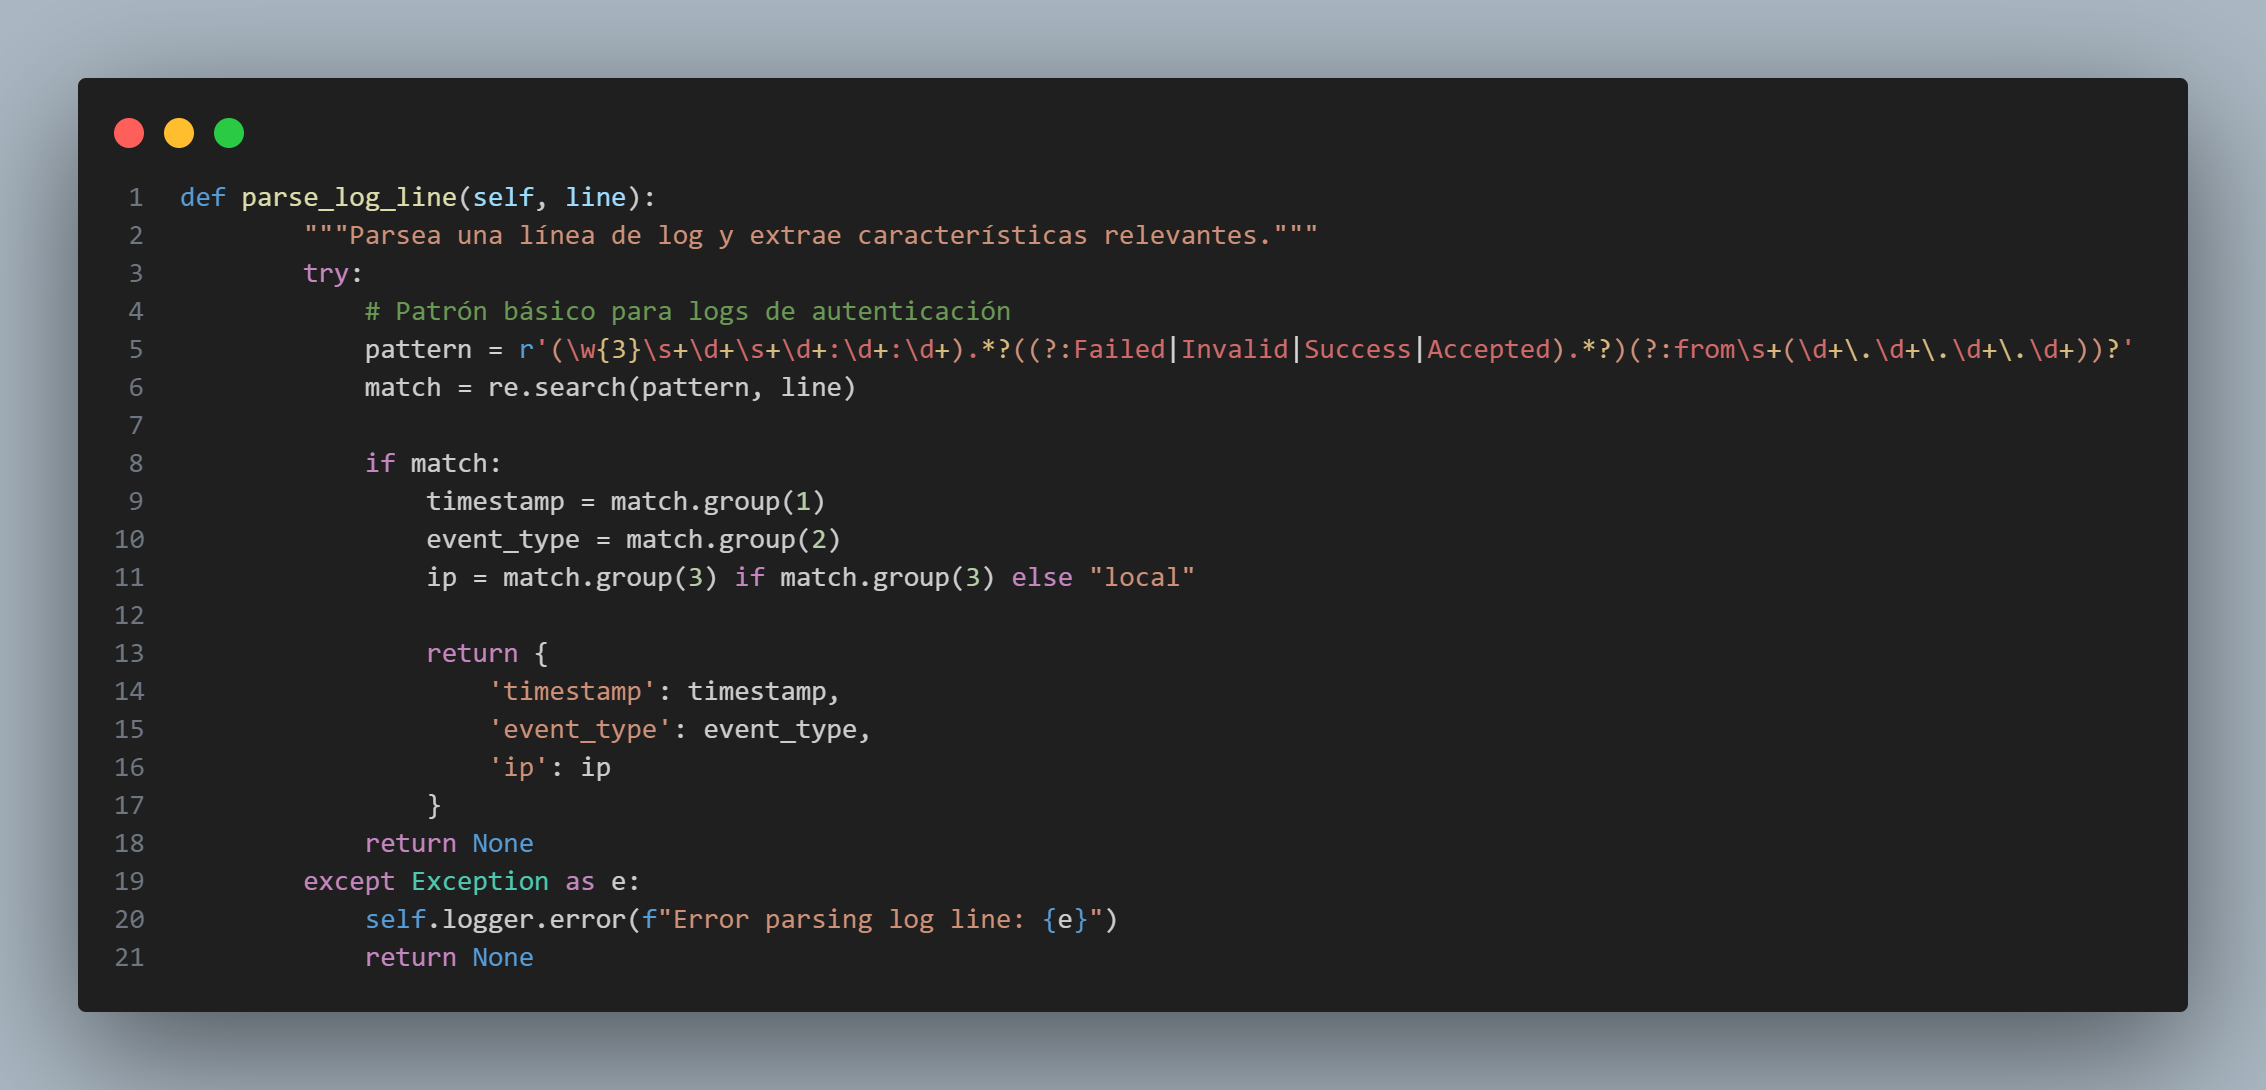 1 def parse_log_line(self, line):
2         """Parsea una línea de log y extrae características relevantes."""
3         try:
4             # Patrón básico para logs de autenticación
5             pattern = r'(\w{3}\s+\d+\s+\d+:\d+:\d+).*?((?:Failed|Invalid|Success|Accepted).*?)(?:from\s+(\d+\.\d+\.\d+\.\d+))?'
6             match = re.search(pattern, line)
7
8             if match:
9                 timestamp = match.group(1)
10                 event_type = match.group(2)
11                 ip = match.group(3) if match.group(3) else "local"
12
13                 return {
14                     'timestamp': timestamp,
15                     'event_type': event_type,
16                     'ip': ip
17                 }
18             return None
19         except Exception as e:
20             self.logger.error(f"Error parsing log line: {e}")
21             return None